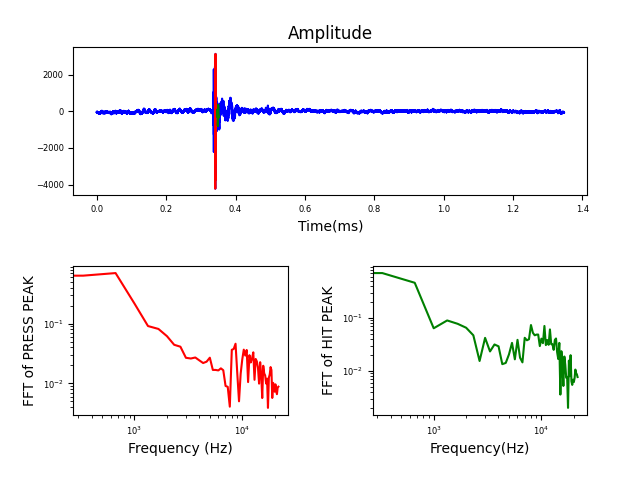 Amplitude
2000
0
−2000
−4000
0.0 0.2 0.4 0.6 0.8 1.0 1.2 1.4
Time(ms)
FFT of PRESS PEAK
10⁻¹
10⁻²
10³ 10⁴
Frequency (Hz)
FFT of HIT PEAK
10⁻¹
10⁻²
10³ 10⁴
Frequency(Hz)